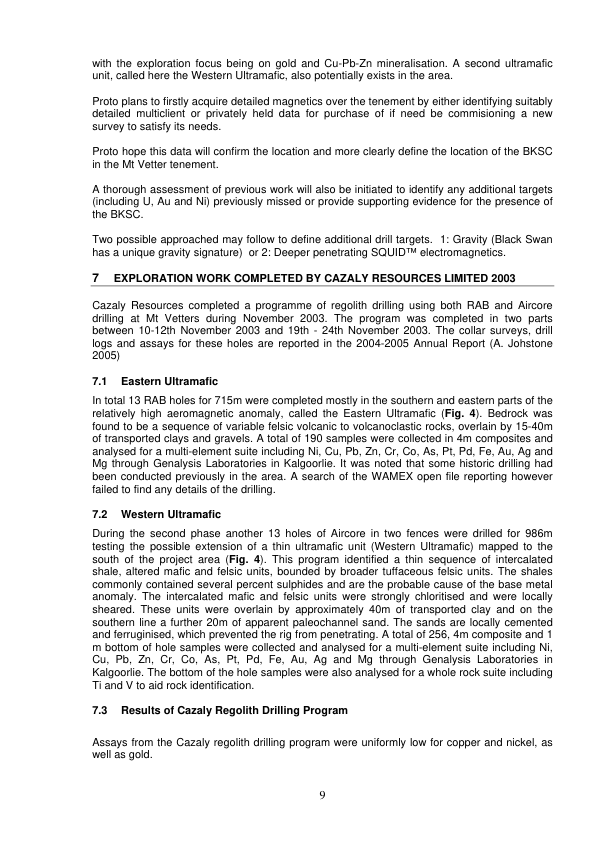 with the exploration focus being on gold and Cu-Pb-Zn mineralisation. A second ultramafic
unit, called here the Western Ultramafic, also potentially exists in the area.
Proto plans to firstly acquire detailed magnetics over the tenement by either identifying suitably
detailed multiclient or privately held data for purchase of if need be commisioning a new
survey to satisfy its needs.
Proto hope this data will confirm the location and more clearly define the location of the BKSC
in the Mt Vetter tenement.
A thorough assessment of previous work will also be initiated to identify any additional targets
(including U, Au and Ni) previously missed or provide supporting evidence for the presence of
the BKSC.
Two possible approached may follow to define additional drill targets. 1: Gravity (Black Swan
has a unique gravity signature) or 2: Deeper penetrating SQUID™ electromagnetics.
7 EXPLORATION WORK COMPLETED BY CAZALY RESOURCES LIMITED 2003
Cazaly Resources completed a programme of regolith drilling using both RAB and Aircore
drilling at Mt Vetters during November 2003. The program was completed in two parts
between 10-12th November 2003 and 19th - 24th November 2003. The collar surveys, drill
logs and assays for these holes are reported in the 2004-2005 Annual Report (A. Johstone
2005)
7.1 Eastern Ultramafic
In total 13 RAB holes for 715m were completed mostly in the southern and eastern parts of the
relatively high aeromagnetic anomaly, called the Eastern Ultramafic (Fig. 4). Bedrock was
found to be a sequence of variable felsic volcanic to volcanoclastic rocks, overlain by 15-40m
of transported clays and gravels. A total of 190 samples were collected in 4m composites and
analysed for a multi-element suite including Ni, Cu, Pb, Zn, Cr, Co, As, Pt, Pd, Fe, Au, Ag and
Mg through Genalysis Laboratories in Kalgoorlie. It was noted that some historic drilling had
been conducted previously in the area. A search of the WAMEX open file reporting however
failed to find any details of the drilling.
7.2 Western Ultramafic
During the second phase another 13 holes of Aircore in two fences were drilled for 986m
testing the possible extension of a thin ultramafic unit (Western Ultramafic) mapped to the
south of the project area (Fig. 4). This program identified a thin sequence of intercalated
shale, altered mafic and felsic units, bounded by broader tuffaceous felsic units. The shales
commonly contained several percent sulphides and are the probable cause of the base metal
anomaly. The intercalated mafic and felsic units were strongly chloritised and were locally
sheared. These units were overlain by approximately 40m of transported clay and on the
southern line a further 20m of apparent paleochannel sand. The sands are locally cemented
and ferruginised, which prevented the rig from penetrating. A total of 256, 4m composite and 1
m bottom of hole samples were collected and analysed for a multi-element suite including Ni,
Cu, Pb, Zn, Cr, Co, As, Pt, Pd, Fe, Au, Ag and Mg through Genalysis Laboratories in
Kalgoorlie. The bottom of the hole samples were also analysed for a whole rock suite including
Ti and V to aid rock identification.
7.3 Results of Cazaly Regolith Drilling Program
Assays from the Cazaly regolith drilling program were uniformly low for copper and nickel, as
well as gold.
9